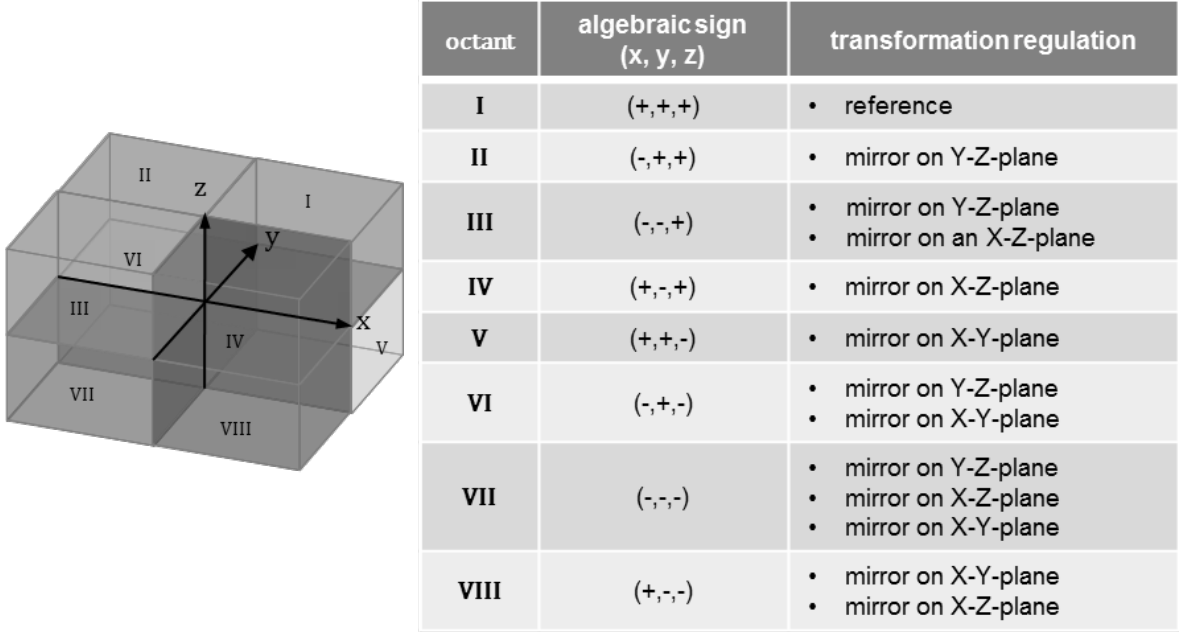 II
z
I
y
VI
III
x
IV
V
VII
VIII
octant
algebraic sign
(x, y, z)
transformation regulation
I
(+,+,+)
• reference
II
(-,+,+)
• mirror on Y-Z-plane
III
(-,-,+)
• mirror on Y-Z-plane
• mirror on an X-Z-plane
IV
(+,-,+)
• mirror on X-Z-plane
V
(+,+,-)
• mirror on X-Y-plane
VI
(-,+,-)
• mirror on Y-Z-plane
• mirror on X-Y-plane
VII
(-,-,-)
• mirror on Y-Z-plane
• mirror on X-Z-plane
• mirror on X-Y-plane
VIII
(+,-,-)
• mirror on X-Y-plane
• mirror on X-Z-plane